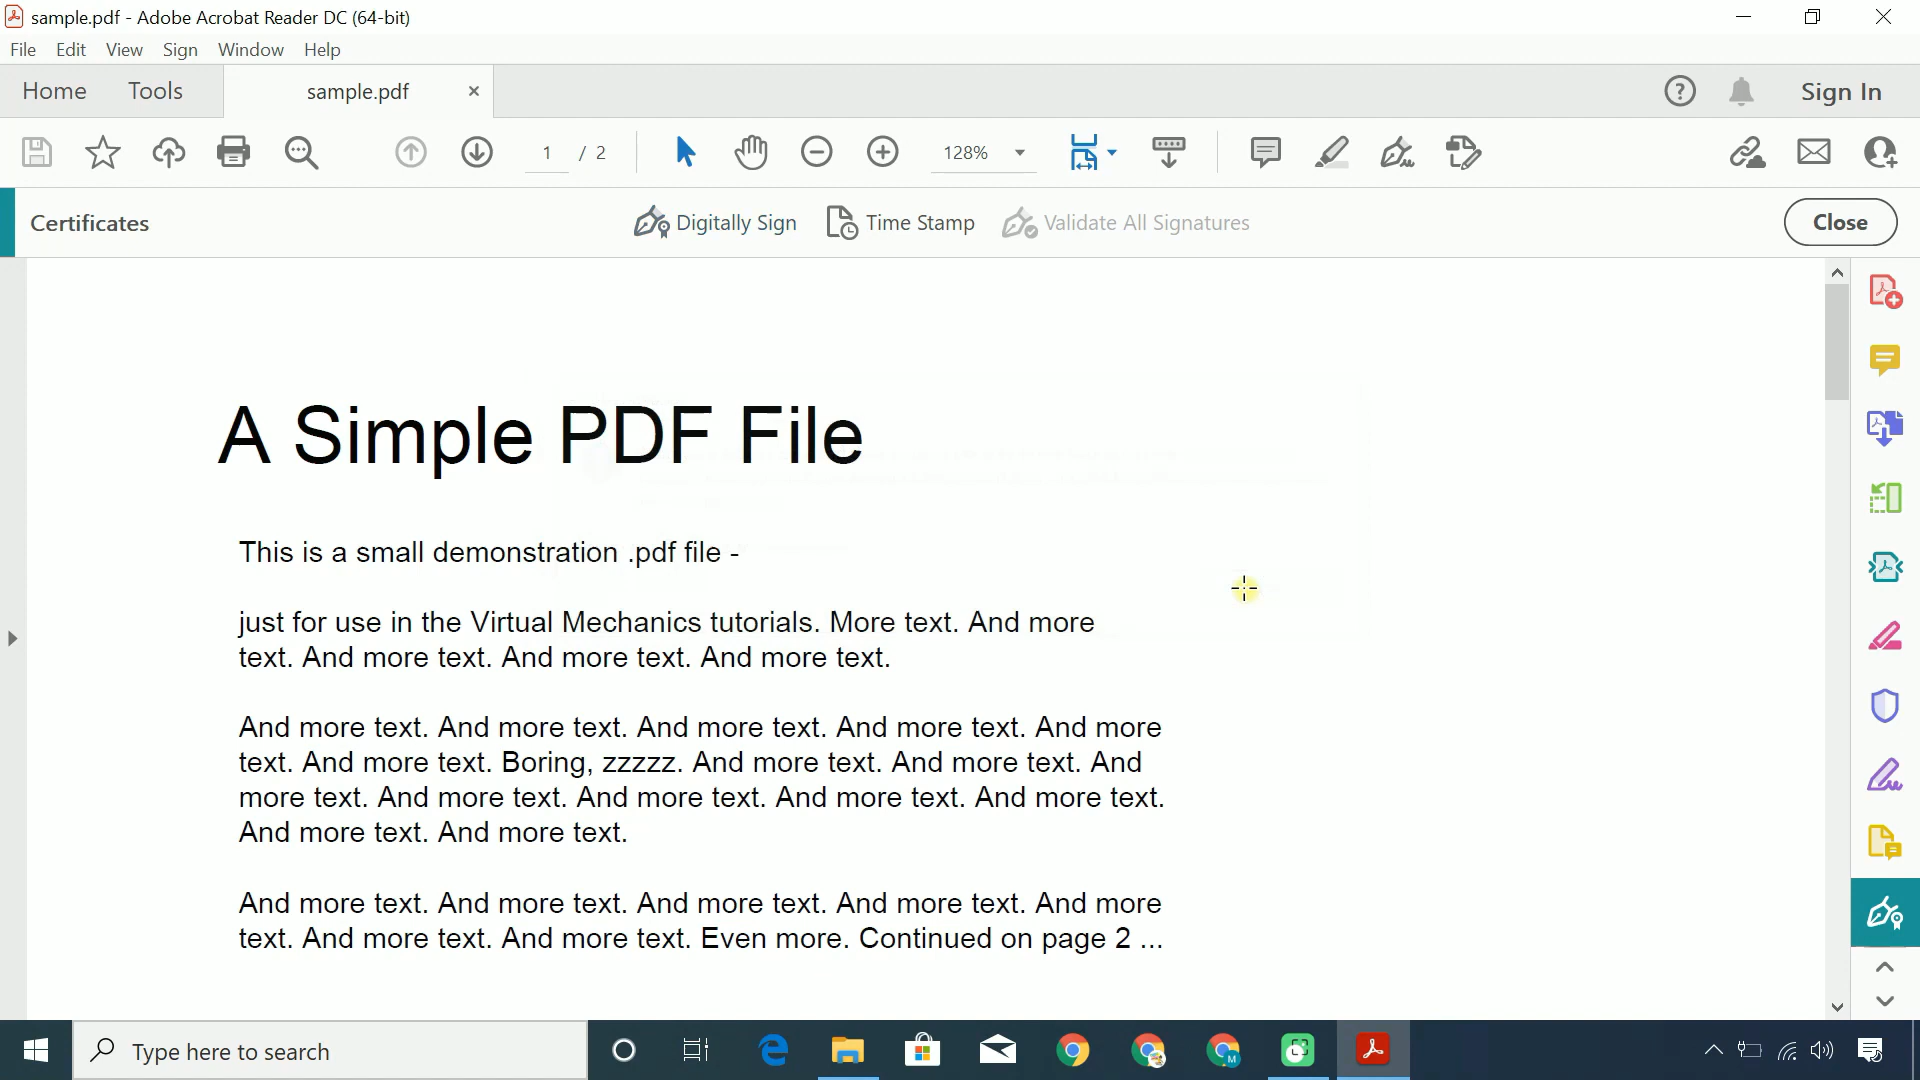 sample.pdf - Adobe Acrobat Reader DC (64-bit)
File Edit View Sign Window Help
Home Tools sample.pdf × ? Sign In
1 / 2 128%
Certificates Digitally Sign Time Stamp Validate All Signatures Close
A Simple PDF File
This is a small demonstration .pdf file -
just for use in the Virtual Mechanics tutorials. More text. And more
text. And more text. And more text. And more text.
And more text. And more text. And more text. And more text. And more
text. And more text. Boring, zzzzz. And more text. And more text. And
more text. And more text. And more text. And more text. And more text.
And more text. And more text.
And more text. And more text. And more text. And more text. And more
text. And more text. And more text. Even more. Continued on page 2 ...
Type here to search M